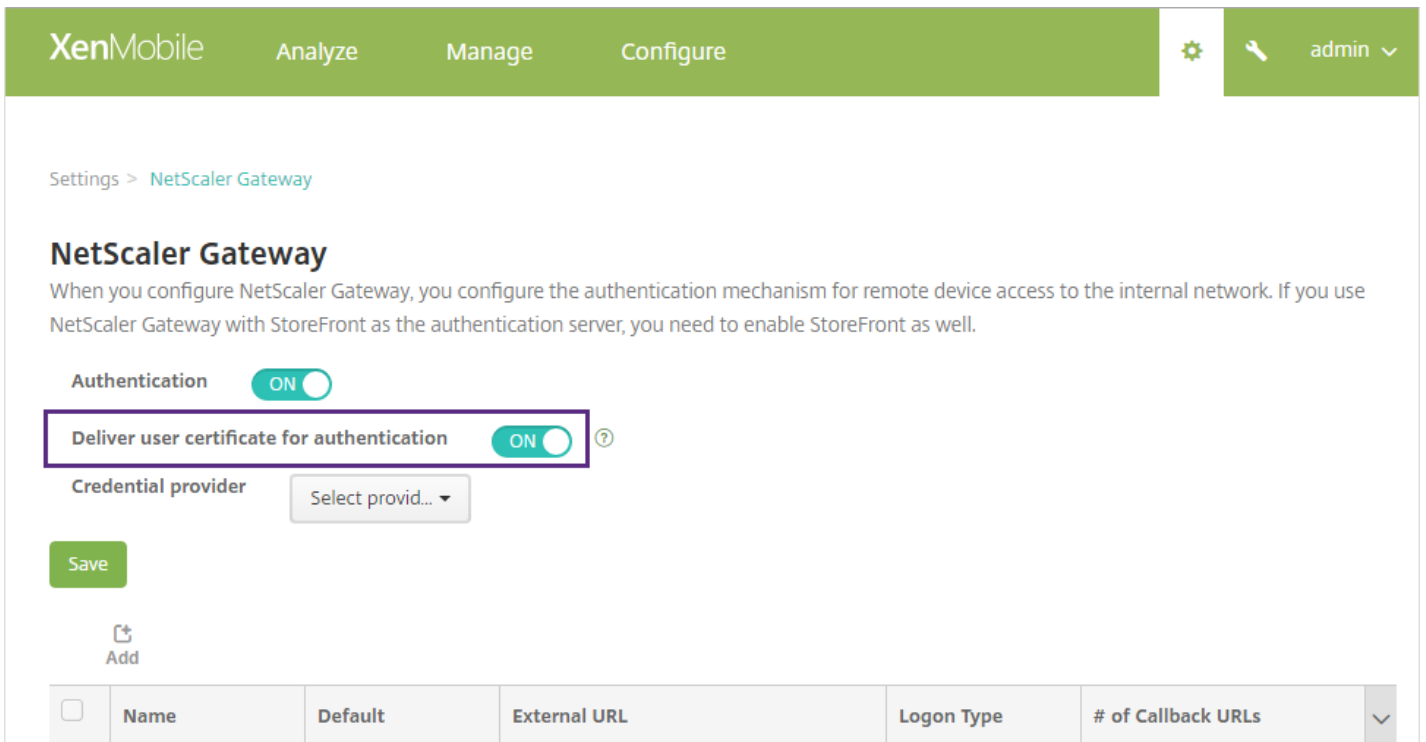 XenMobile Analyze Manage Configure admin
Settings > NetScaler Gateway
NetScaler Gateway
When you configure NetScaler Gateway, you configure the authentication mechanism for remote device access to the internal network. If you use
NetScaler Gateway with StoreFront as the authentication server, you need to enable StoreFront as well.
Authentication ON
Deliver user certificate for authentication ON ?
Credential provider Select provid...
Save
Add
Name Default External URL Logon Type # of Callback URLs